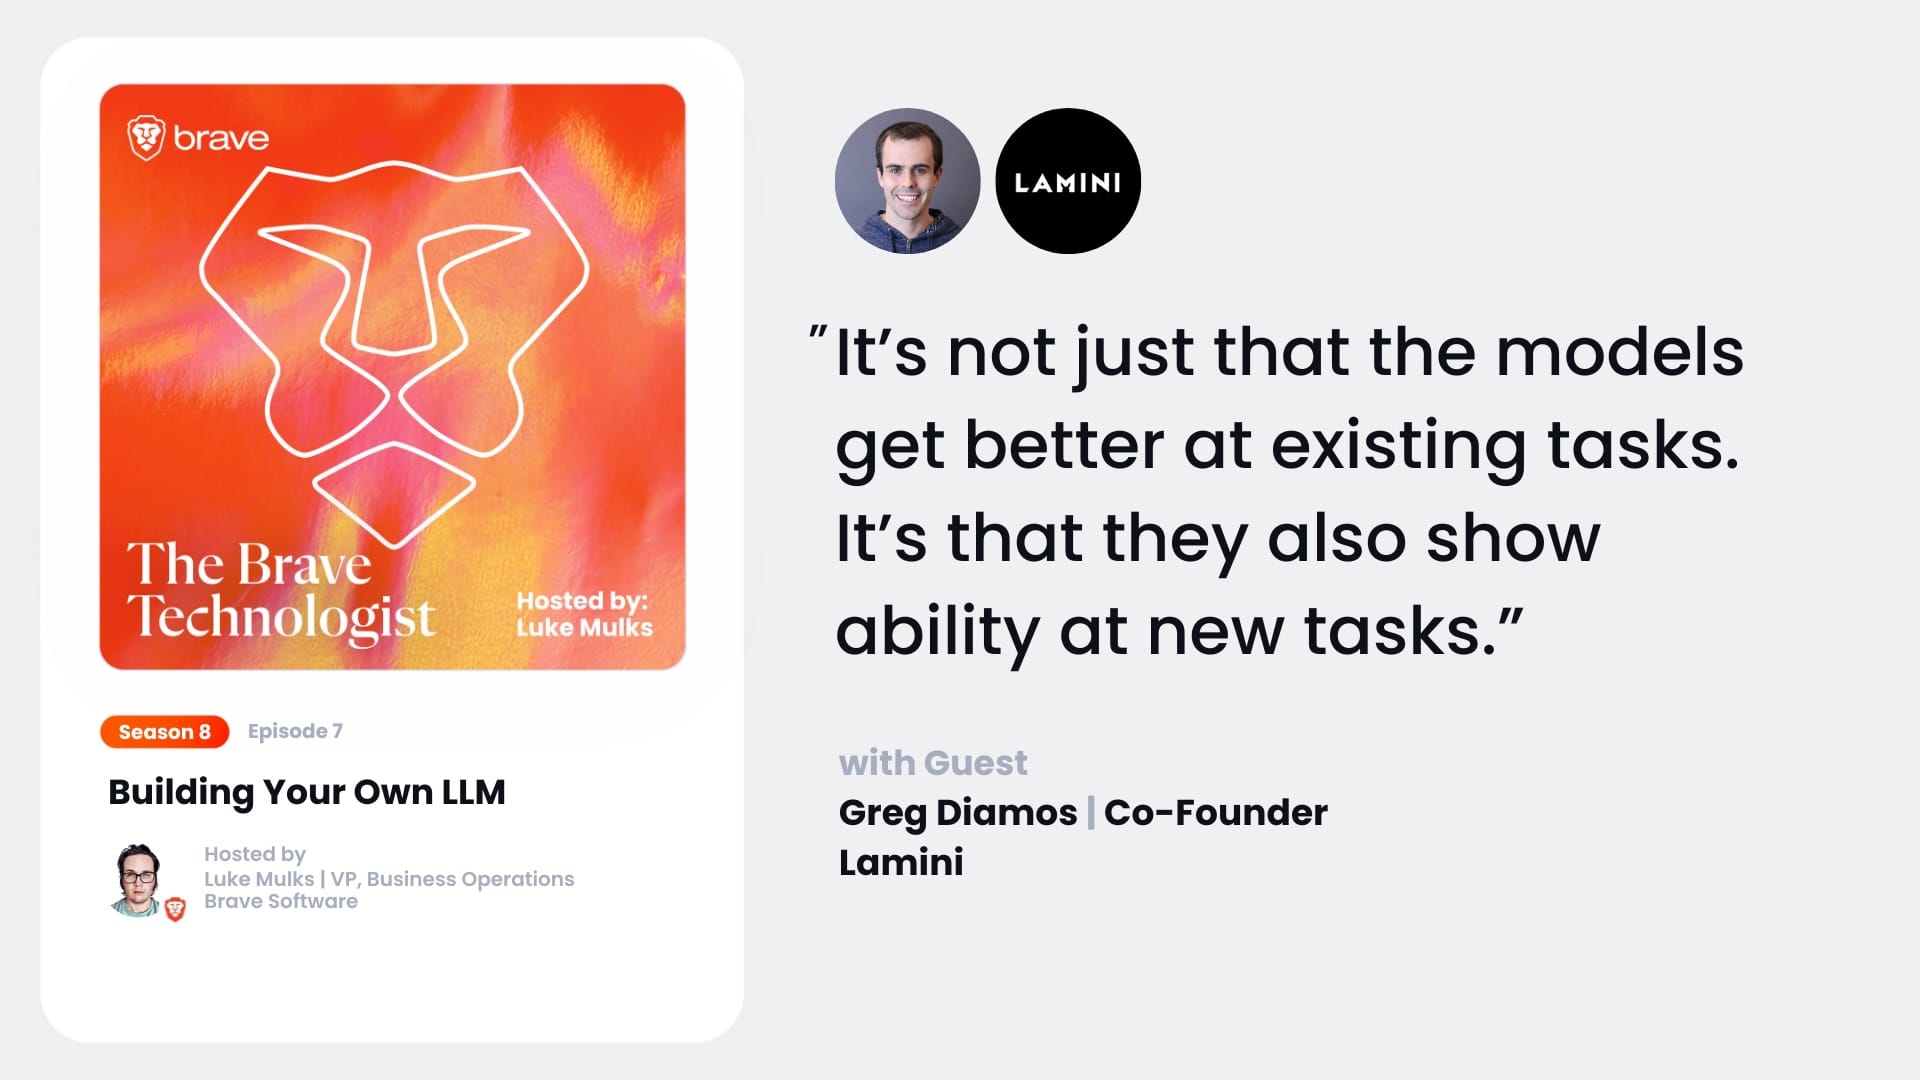 brave
The Brave
Technologist
Hosted by:
Luke Mulks
Season 8 Episode 7
Building Your Own LLM
Hosted by
Luke Mulks | VP, Business Operations
Brave Software
LAMINI
”It’s not just that the models
get better at existing tasks.
It’s that they also show
ability at new tasks.”
with Guest
Greg Diamos | Co-Founder
Lamini